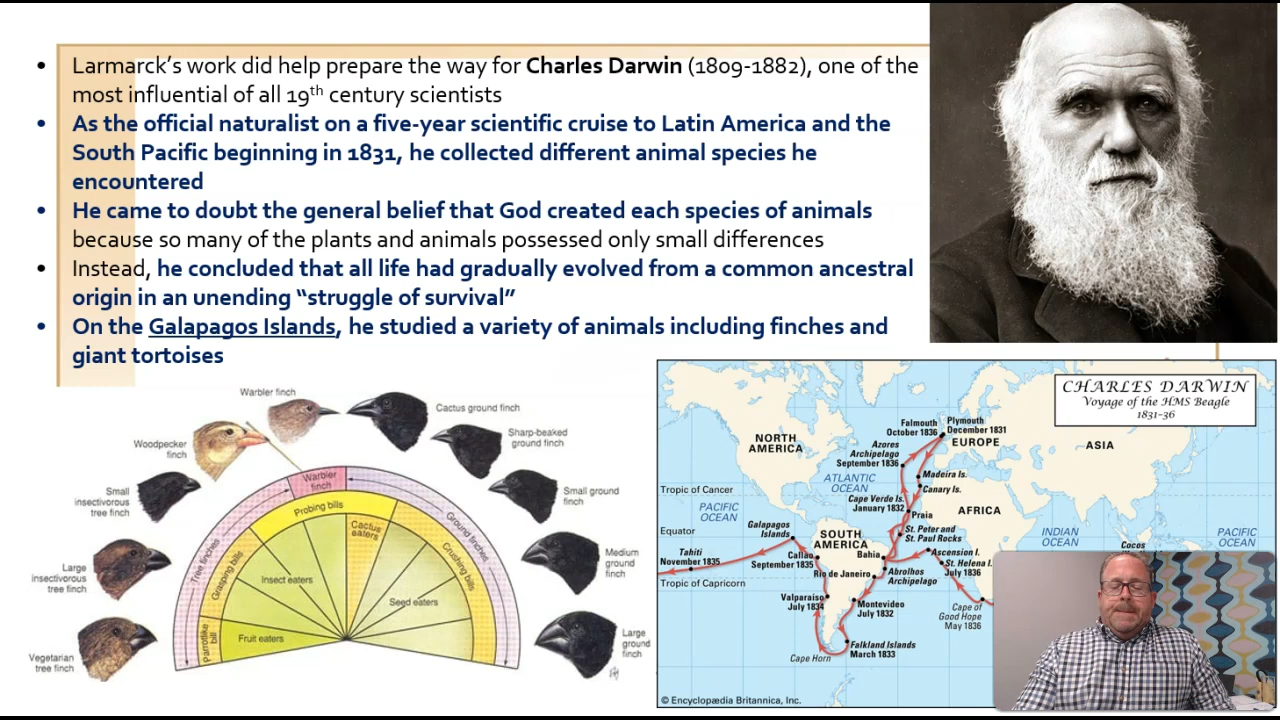 • Larmarck’s work did help prepare the way for Charles Darwin (1809-1882), one of the
most influential of all 19th century scientists
• As the official naturalist on a five-year scientific cruise to Latin America and the
South Pacific beginning in 1831, he collected different animal species he
encountered
• He came to doubt the general belief that God created each species of animals
because so many of the plants and animals possessed only small differences
• Instead, he concluded that all life had gradually evolved from a common ancestral
origin in an unending “struggle of survival”
• On the Galapagos Islands, he studied a variety of animals including finches and
giant tortoises
Warbler finch
Cactus ground finch
Woodpecker
finch
Sharp-beaked
ground finch
Small
insectivorous
tree finch
Small ground
finch
Large
insectivorous
tree finch
Medium
ground
finch
Vegetarian
tree finch
Large
ground
finch
Warbler
finch
Tree finches
Ground finches
Probing bills
Grasping bills
Crushing bills
Parrotlike
bill
Cactus
eaters
Insect eaters
Seed eaters
Fruit eaters
CHARLES DARWIN
Voyage of the HMS Beagle
1831-36
NORTH
AMERICA
EUROPE
ASIA
Falmouth
October 1836
Plymouth
December 1831
Azores
Archipelago
September 1836
ATLANTIC
OCEAN
Madeira Is.
Canary Is.
Tropic of Cancer
Cape Verde Is.
January 1832
PACIFIC
OCEAN
Praia
AFRICA
Equator
Galapagos
Islands
SOUTH
AMERICA
St. Peter and
St. Paul Rocks
INDIAN
OCEAN
PACIFIC
OCEAN
Cocos
Tahiti
November 1835
Callao
September 1835
Bahia
Ascension I.
St. Helena I.
July 1836
Rio de Janeiro
Abrolhos
Archipelago
Tropic of Capricorn
Valparaiso
July 1834
Montevideo
July 1832
Cape of
Good Hope
May 1836
Falkland Islands
March 1833
Cape Horn
© Encyclopædia Britannica, Inc.